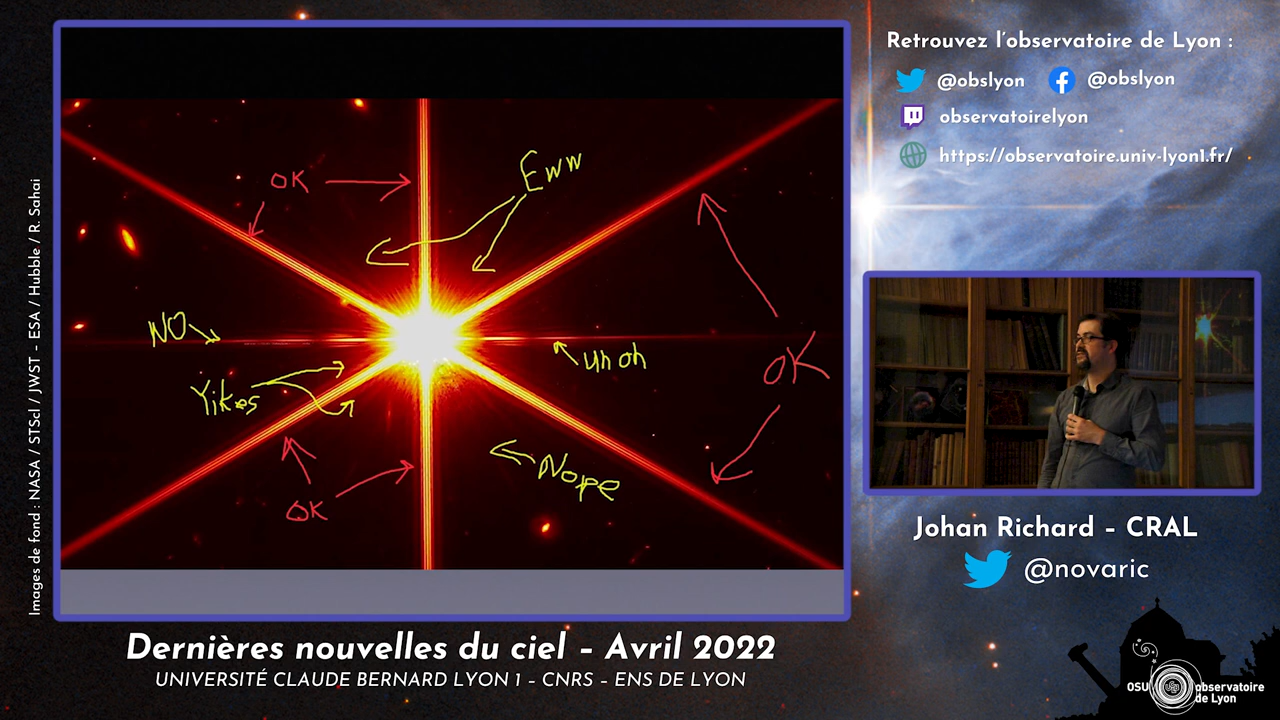 Images de fond : NASA / STScI / JWST - ESA / Hubble / R. Sahai
OK
Eww
NO
uh oh
Yikes
OK
Nope
OK
Retrouvez l'observatoire de Lyon :
@obslyon @obslyon
observatoirelyon
https://observatoire.univ-lyon1.fr/
Johan Richard – CRAL
@novaric
Dernières nouvelles du ciel – Avril 2022
UNIVERSITÉ CLAUDE BERNARD LYON 1 – CNRS – ENS DE LYON
OSU observatoire
de Lyon